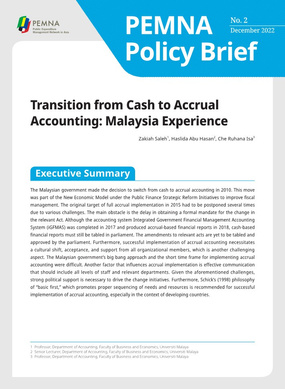 PEMNA
Public Expenditure
Management Network in Asia
PEMNA
Policy Brief
No. 2
December 2022
Transition from Cash to Accrual
Accounting: Malaysia Experience
Zakiah Saleh¹, Haslida Abu Hasan², Che Ruhana Isa³
Executive Summary
The Malaysian government made the decision to switch from cash to accrual accounting in 2010. This move
was part of the New Economic Model under the Public Finance Strategic Reform Initiatives to improve fiscal
management. The original target of full accrual implementation in 2015 had to be postponed several times
due to various challenges. The main obstacle is the delay in obtaining a formal mandate for the change in
the relevant Act. Although the accounting system Integrated Government Financial Management Accounting
System (iGFMAS) was completed in 2017 and produced accrual-based financial reports in 2018, cash-based
financial reports must still be tabled in parliament. The amendments to relevant acts are yet to be tabled and
approved by the parliament. Furthermore, successful implementation of accrual accounting necessitates
a cultural shift, acceptance, and support from all organizational members, which is another challenging
aspect. The Malaysian government's big bang approach and the short time frame for implementing accrual
accounting were difficult. Another factor that influences accrual implementation is effective communication
that should include all levels of staff and relevant departments. Given the aforementioned challenges,
strong political support is necessary to drive the change initiatives. Furthermore, Schick's (1998) philosophy
of "basic first," which promotes proper sequencing of needs and resources is recommended for successful
implementation of accrual accounting, especially in the context of developing countries.
1 Professor, Department of Accounting, Faculty of Business and Economics, Universiti Malaya
2 Senior Lecturer, Department of Accounting, Faculty of Business and Economics, Universiti Malaya
3 Professor, Department of Accounting, Faculty of Business and Economics, Universiti Malaya